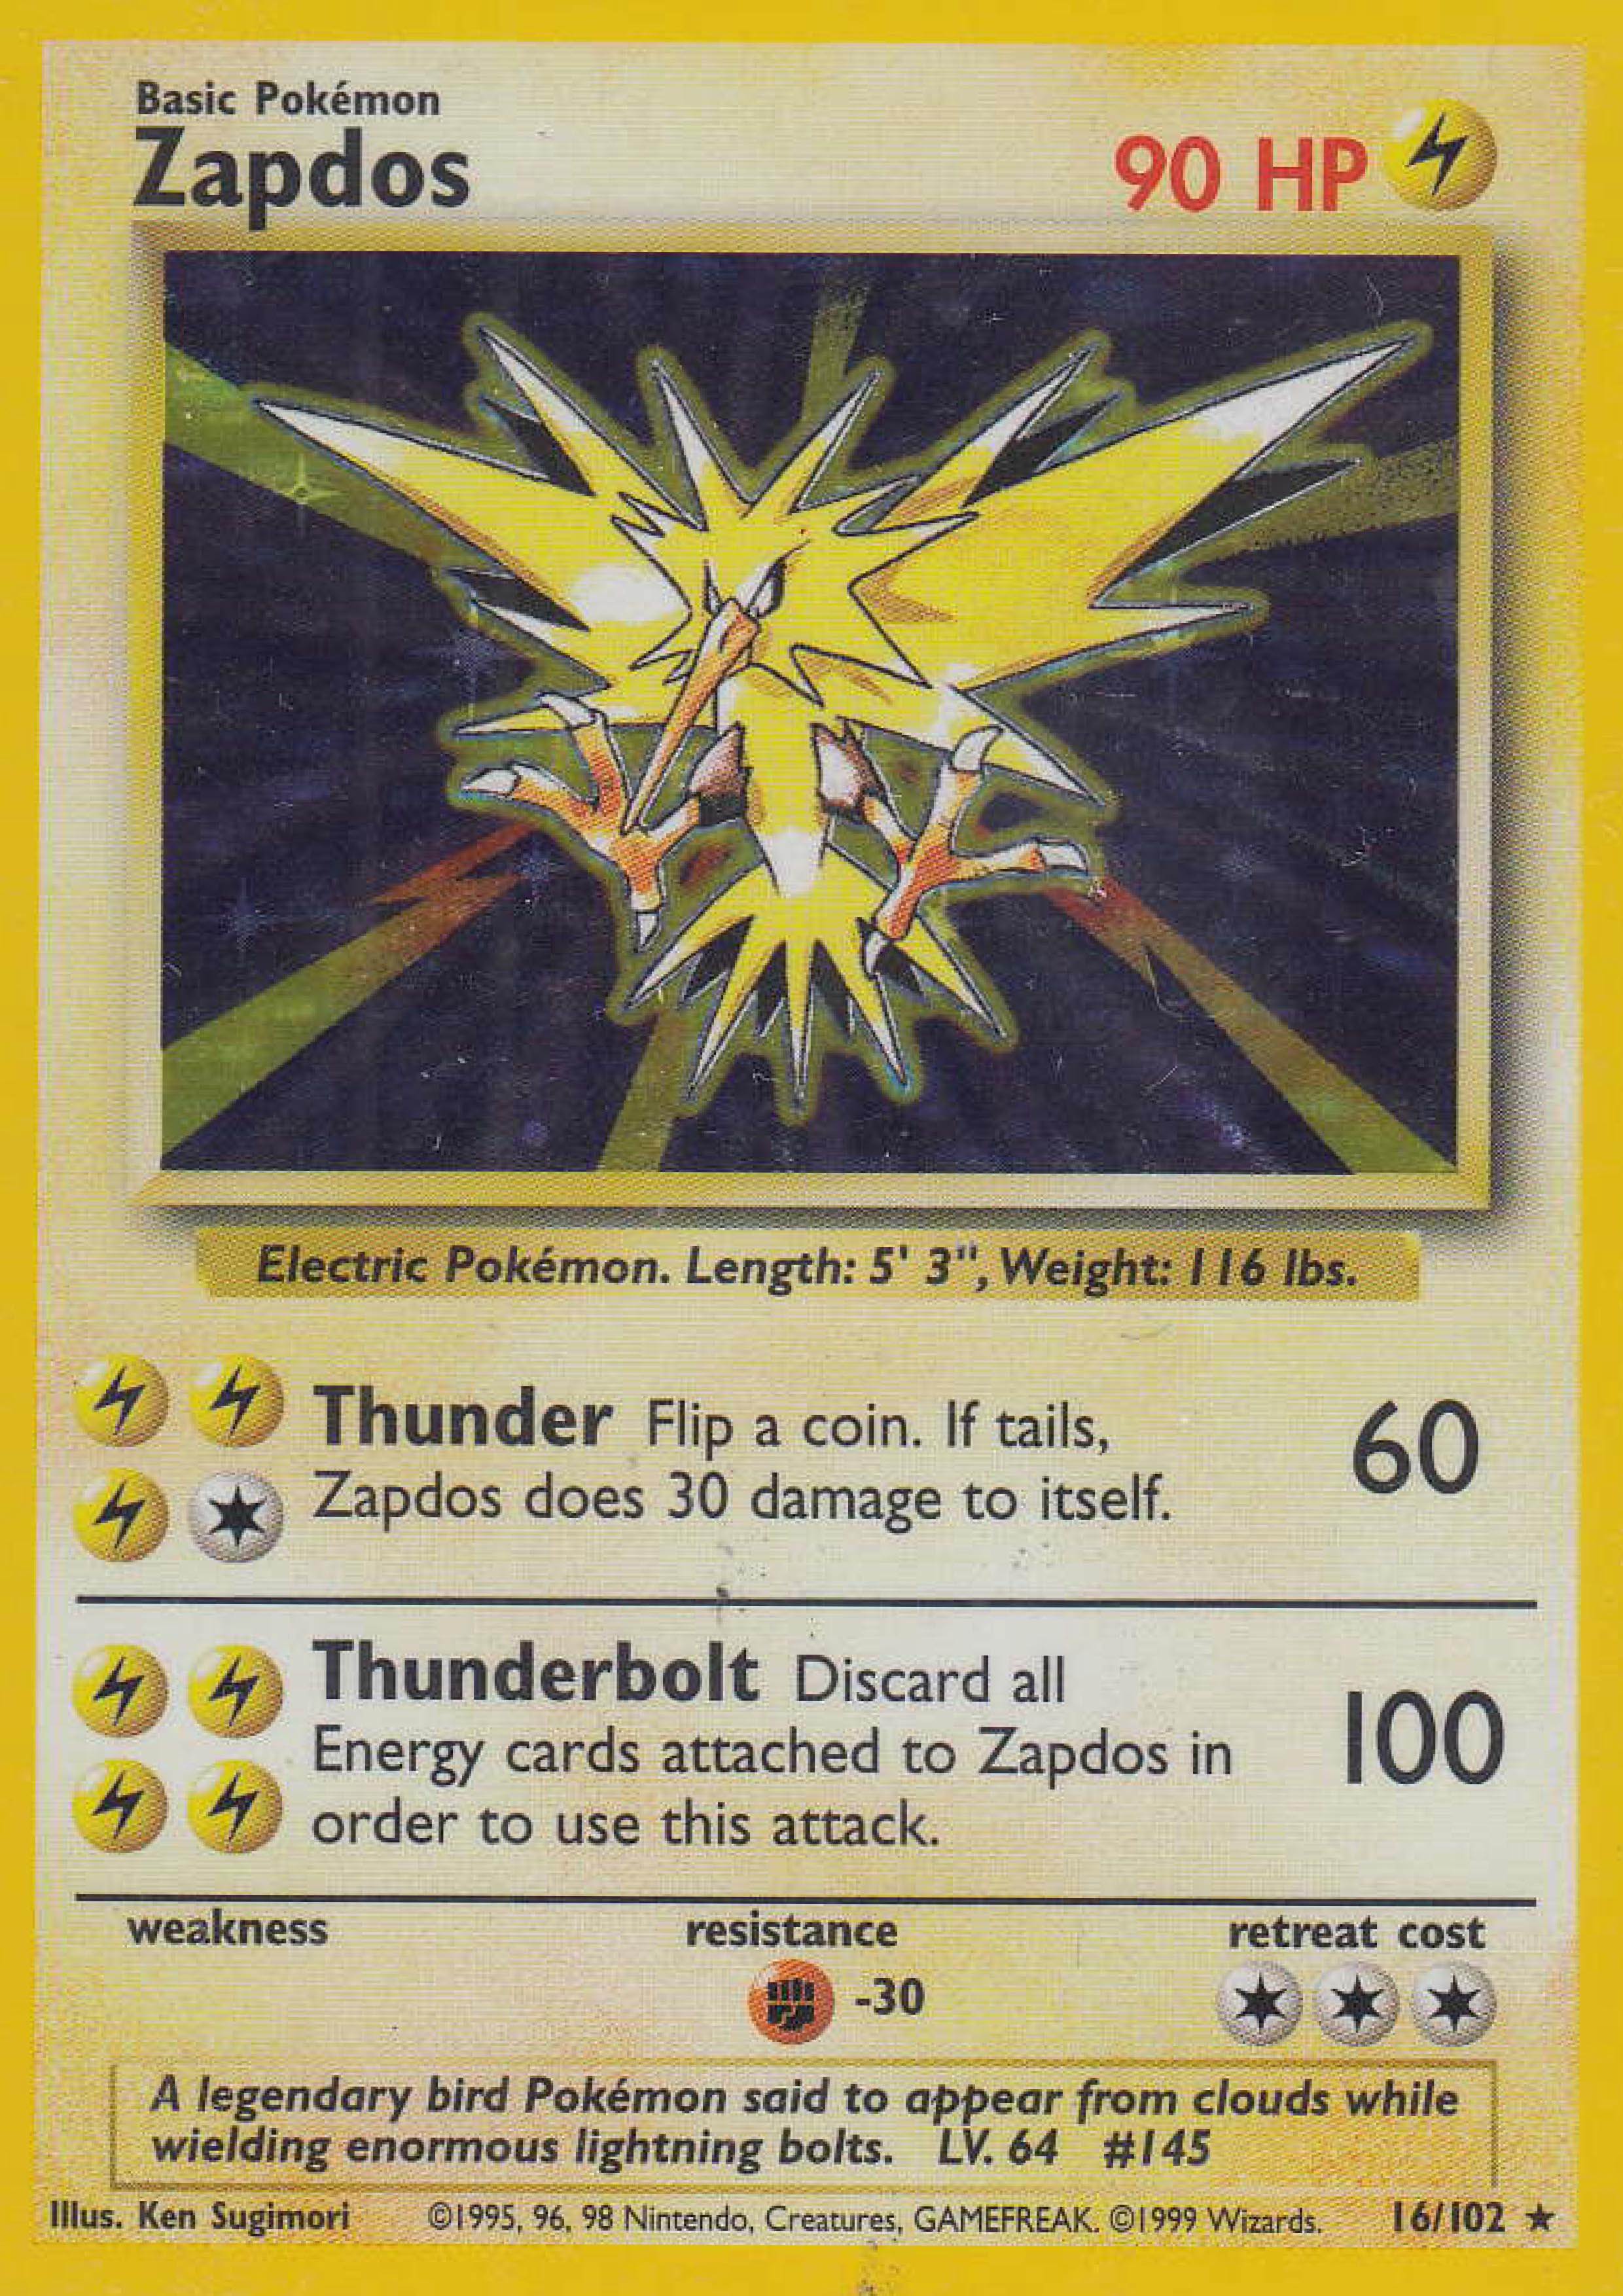 Basic Pokémon
Zapdos
90 HP
Electric Pokémon. Length: 5' 3", Weight: 116 lbs.
Thunder Flip a coin. If tails,
Zapdos does 30 damage to itself.
60
Thunderbolt Discard all
Energy cards attached to Zapdos in
order to use this attack.
100
weakness
resistance
retreat cost
-30
A legendary bird Pokémon said to appear from clouds while
wielding enormous lightning bolts. LV. 64 #145
Illus. Ken Sugimori ©1995, 96, 98 Nintendo, Creatures, GAMEFREAK. ©1999 Wizards. 16/102 ★